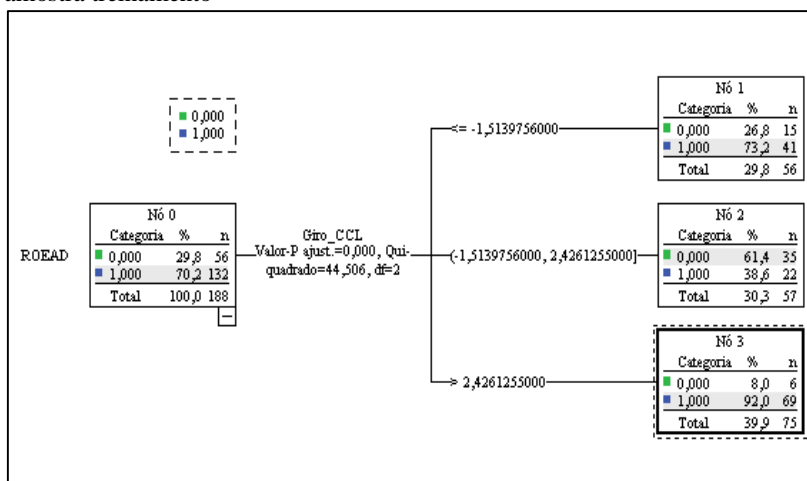 amostra treinamento
0,000
1,000
ROEAD
Nó 0
Categoria % n
0,000 29,8 56
1,000 70,2 132
Total 100,0 188
Giro_CCL
Valor-P ajust.=0,000, Qui-
quadrado=44,506, df=2
<= -1,5139756000
Nó 1
Categoria % n
0,000 26,8 15
1,000 73,2 41
Total 29,8 56
(-1,5139756000, 2,4261255000]
Nó 2
Categoria % n
0,000 61,4 35
1,000 38,6 22
Total 30,3 57
> 2,4261255000
Nó 3
Categoria % n
0,000 8,0 6
1,000 92,0 69
Total 39,9 75